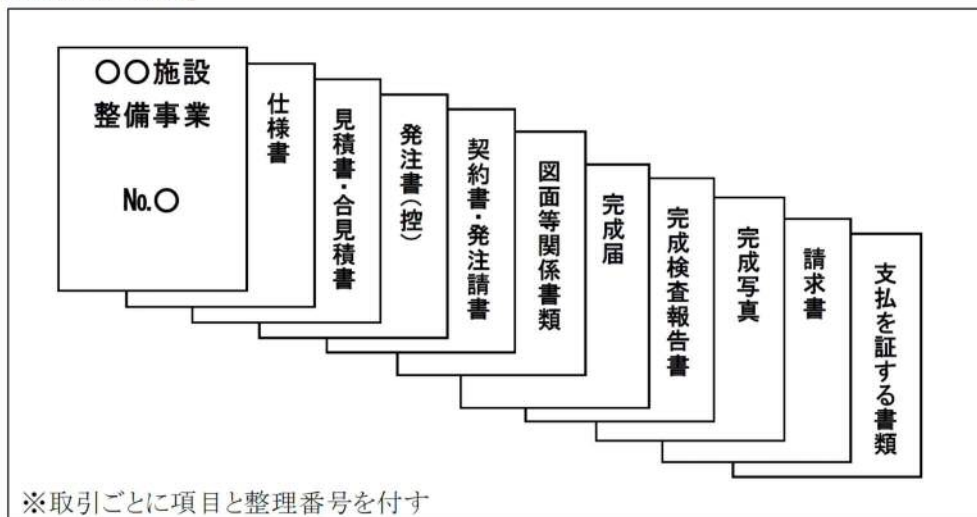 〇〇施設
整備事業
No.〇
仕様書
見積書・合見積書
発注書(控)
契約書・発注請書
図面等関係書類
完成届
完成検査報告書
完成写真
請求書
支払を証する書類
※取引ごとに項目と整理番号を付す